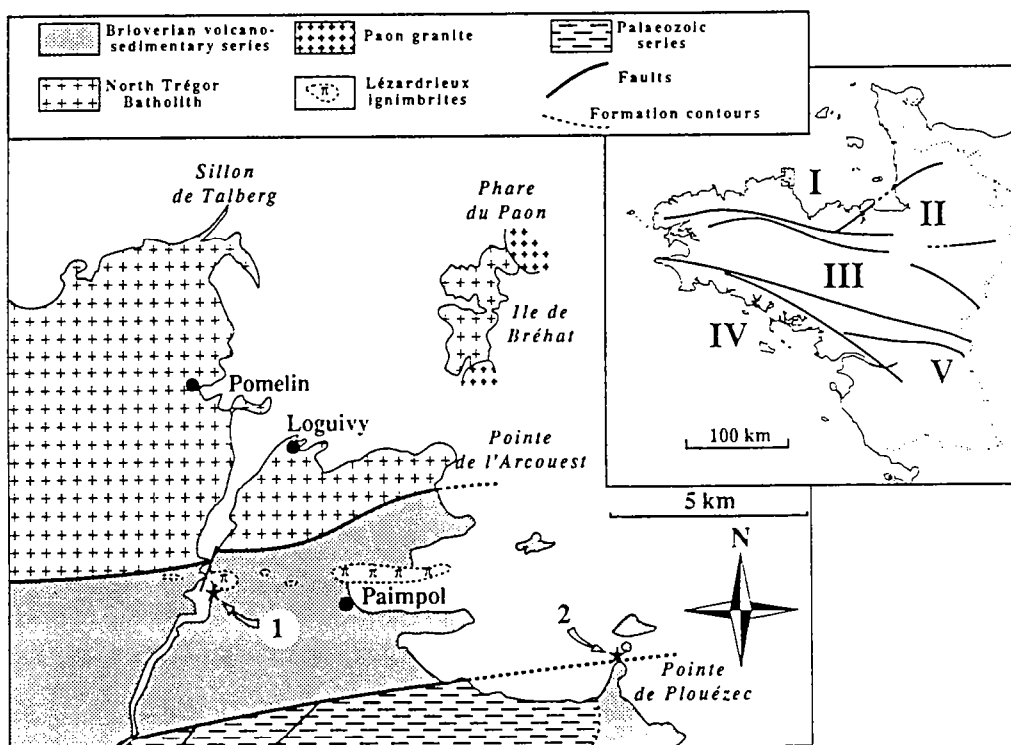 Brioverian volcano-
sedimentary series
Paon granite
Palaeozoic
series
North Trégor
Batholith
π
Lézardrieux
Ignimbrites
Faults
Formation contours
Sillon
de Talberg
Phare
du Paon
Ile de
Bréhat
Pomelin
Loguivy
Pointe
de l'Arcouest
I
II
III
IV
V
100 km
5 km
N
π
π π π π
Paimpol
1
2
Pointe
de Plouézec